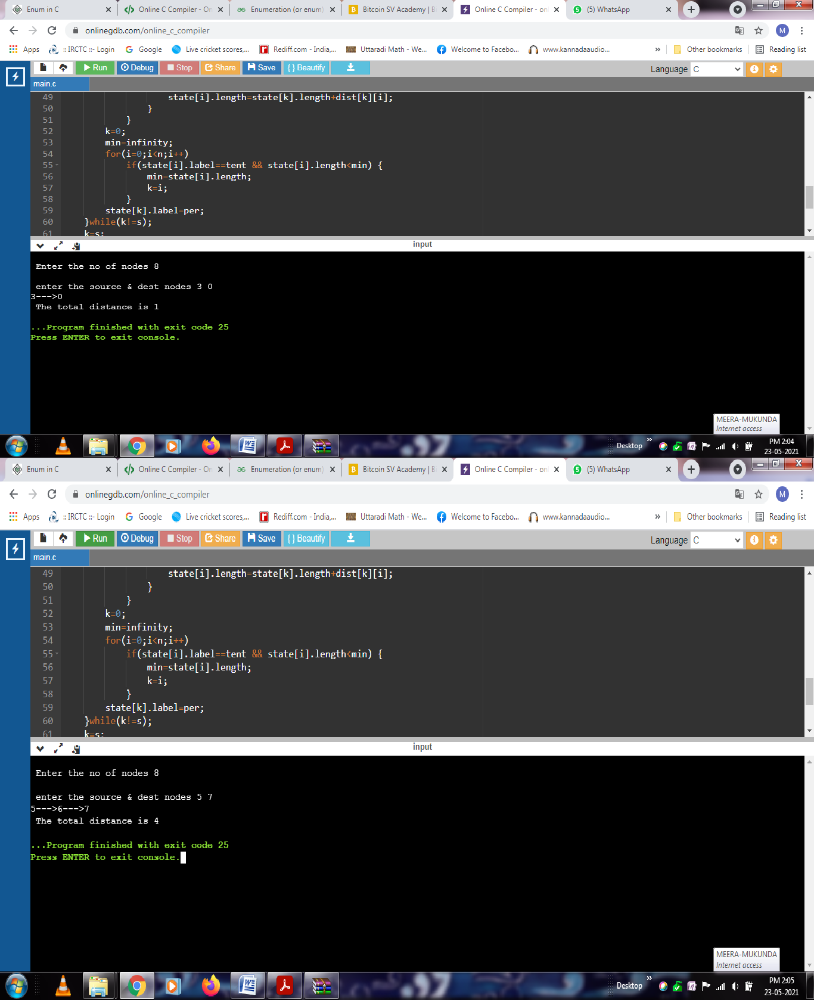 Enum in C
Online C Compiler - On
Enumeration (or enum)
Bitcoin SV Academy | B
Online C Compiler - onl
(5) WhatsApp
onlinegdb.com/online_c_compiler
M
Apps
:: IRCTC ::- Login
Google
Live cricket scores,...
Rediff.com - India,...
Uttaradi Math - We...
Welcome to Facebo...
www.kannadaaudio...
»
Other bookmarks
Reading list
Run
Debug
Stop
Share
Save
{ } Beautify
Language C
main.c
49 state[i].length=state[k].length+dist[k][i];
50 }
51 }
52 k=0;
53 min=infinity;
54 for(i=0;i<n;i++)
55 if(state[i].label==tent && state[i].length<min) {
56 min=state[i].length;
57 k=i;
58 }
59 state[k].label=per;
60 }while(k!=s);
61 k=s;
input
Enter the no of nodes 8
enter the source & dest nodes 3 0
3--->0
The total distance is 1
...Program finished with exit code 25
Press ENTER to exit console.
MEERA-MUKUNDA
Internet access
Desktop »
PM 2:04
23-05-2021
Enum in C
Online C Compiler - On
Enumeration (or enum)
Bitcoin SV Academy | B
Online C Compiler - onl
(5) WhatsApp
onlinegdb.com/online_c_compiler
M
Apps
:: IRCTC ::- Login
Google
Live cricket scores,...
Rediff.com - India,...
Uttaradi Math - We...
Welcome to Facebo...
www.kannadaaudio...
»
Other bookmarks
Reading list
Run
Debug
Stop
Share
Save
{ } Beautify
Language C
main.c
49 state[i].length=state[k].length+dist[k][i];
50 }
51 }
52 k=0;
53 min=infinity;
54 for(i=0;i<n;i++)
55 if(state[i].label==tent && state[i].length<min) {
56 min=state[i].length;
57 k=i;
58 }
59 state[k].label=per;
60 }while(k!=s);
61 k=s;
input
Enter the no of nodes 8
enter the source & dest nodes 5 7
5--->6--->7
The total distance is 4
...Program finished with exit code 25
Press ENTER to exit console.
MEERA-MUKUNDA
Internet access
Desktop »
PM 2:05
23-05-2021